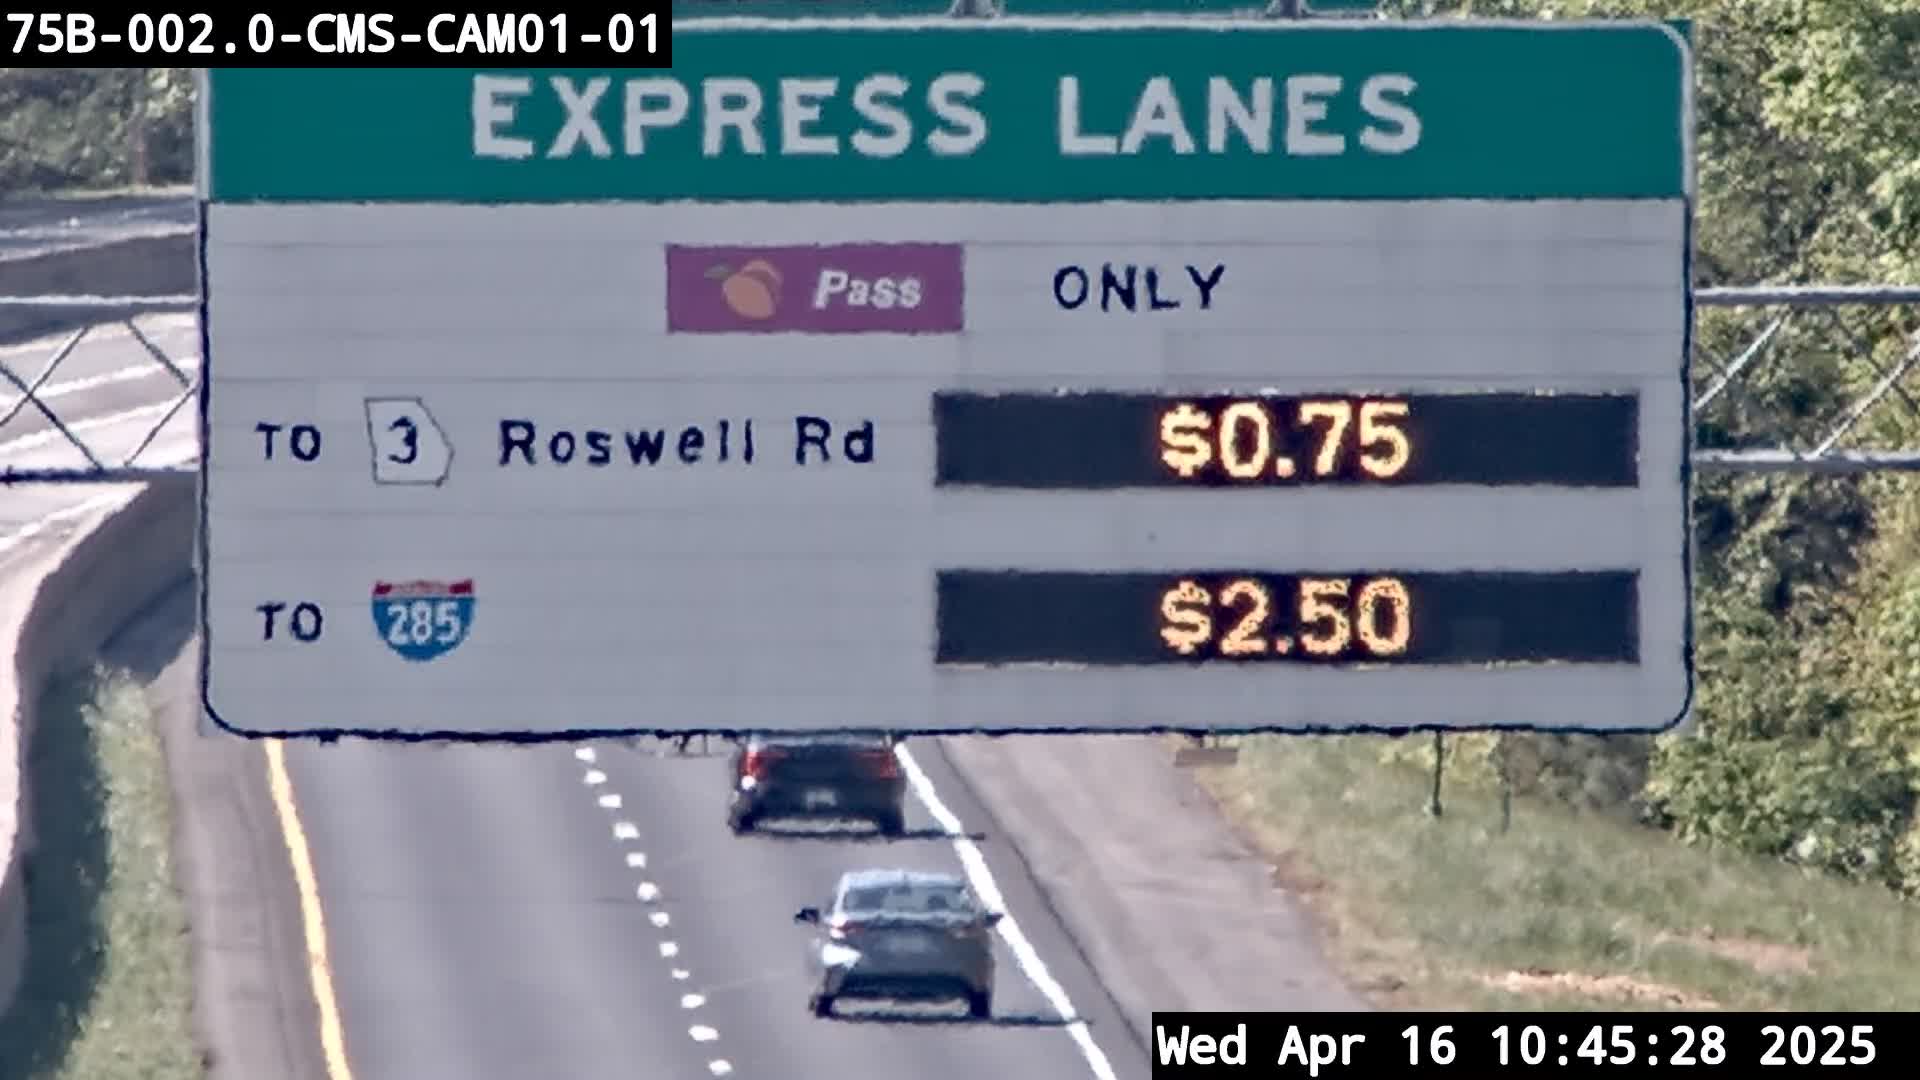 75B-002.0-CMS-CAM01-01
EXPRESS LANES
Pass ONLY
TO 3 Roswell Rd $0.75
TO 285 $2.50
Wed Apr 16 10:45:28 2025